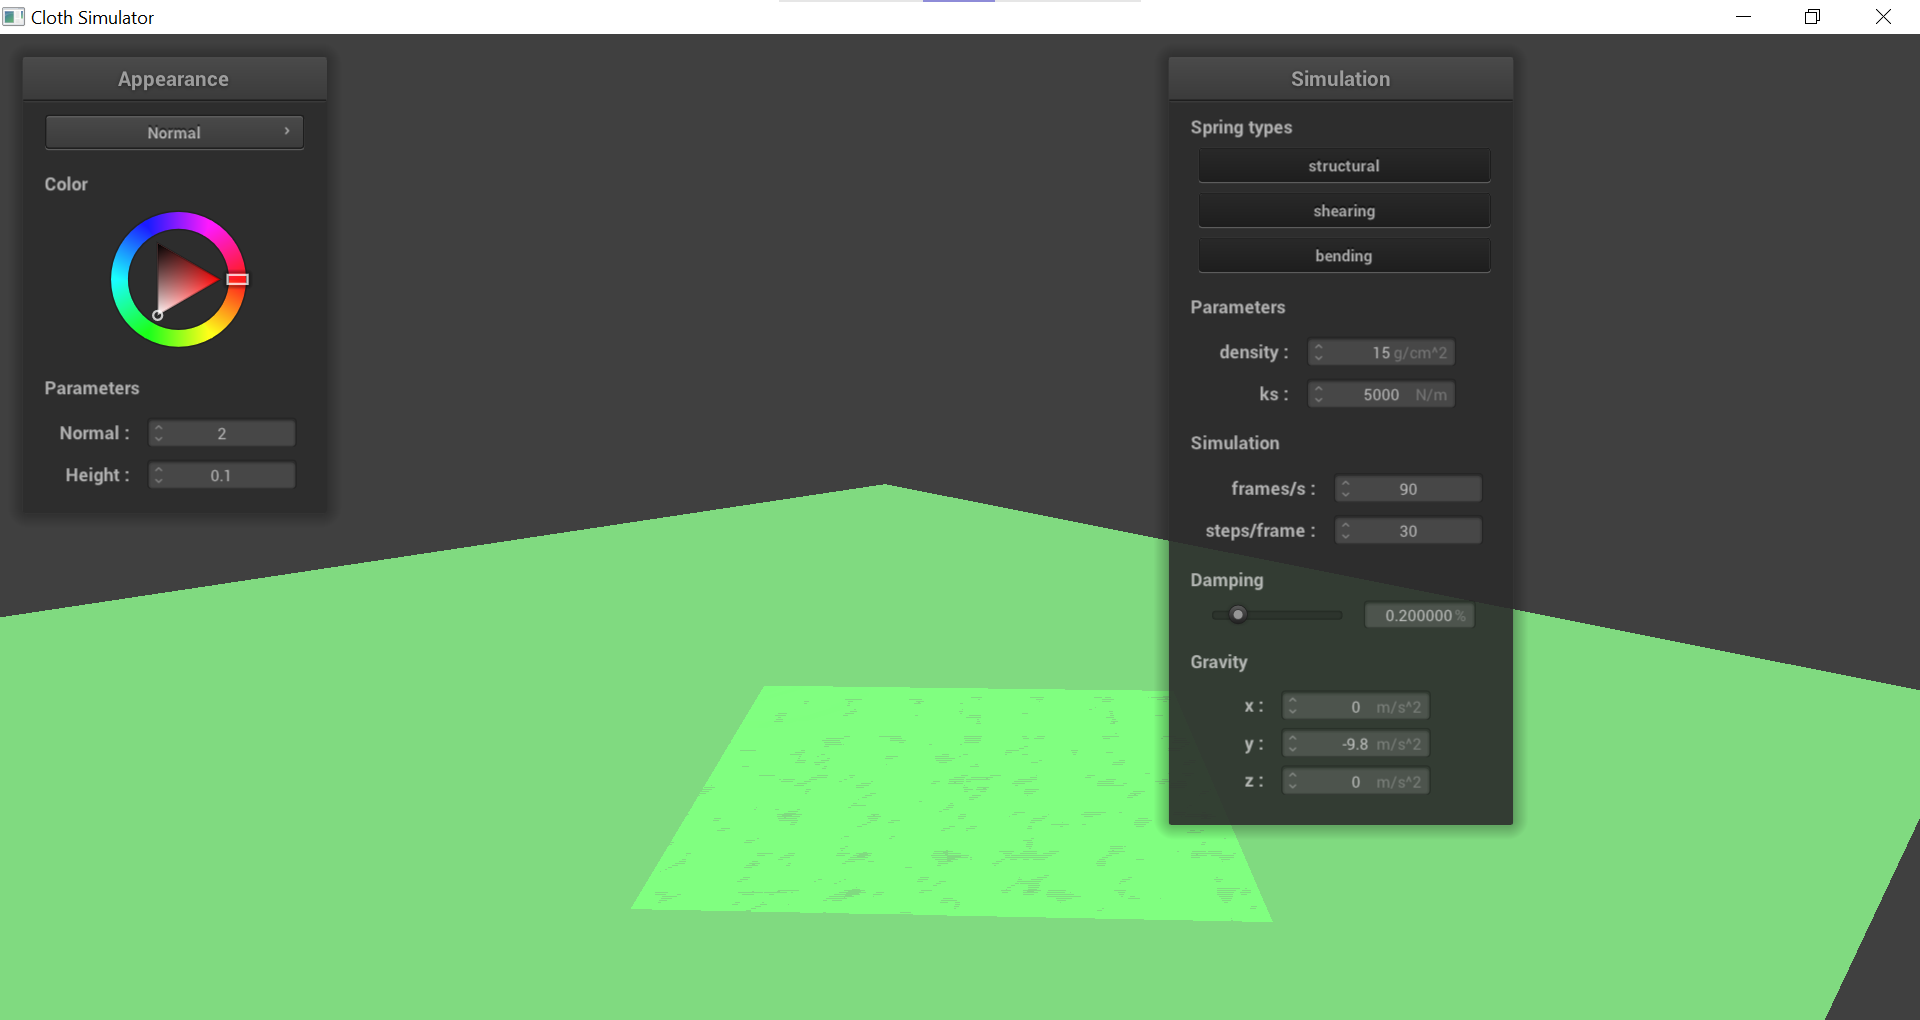 Cloth Simulator
Appearance
Normal
Color
Parameters
Normal : 2
Height : 0.1
Simulation
Spring types
structural
shearing
bending
Parameters
density : 15 g/cm^2
ks : 5000 N/m
Simulation
frames/s : 90
steps/frame : 30
Damping
0.200000 %
Gravity
x : 0 m/s^2
y : -9.8 m/s^2
z : 0 m/s^2